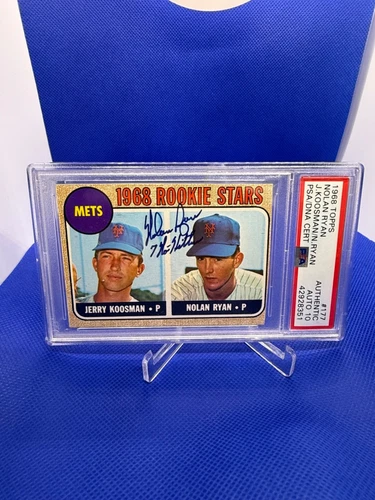 1968 ROOKIE STARS
METS
Nolan Ryan
7 No Hitters
JERRY KOOSMAN • P
NOLAN RYAN • P
1968 TOPPS #177
NOLAN RYAN
J.KOOSMAN/N.RYAN AUTHENTIC
AUTO 10
PSA/DNA CERT PSA 42928351